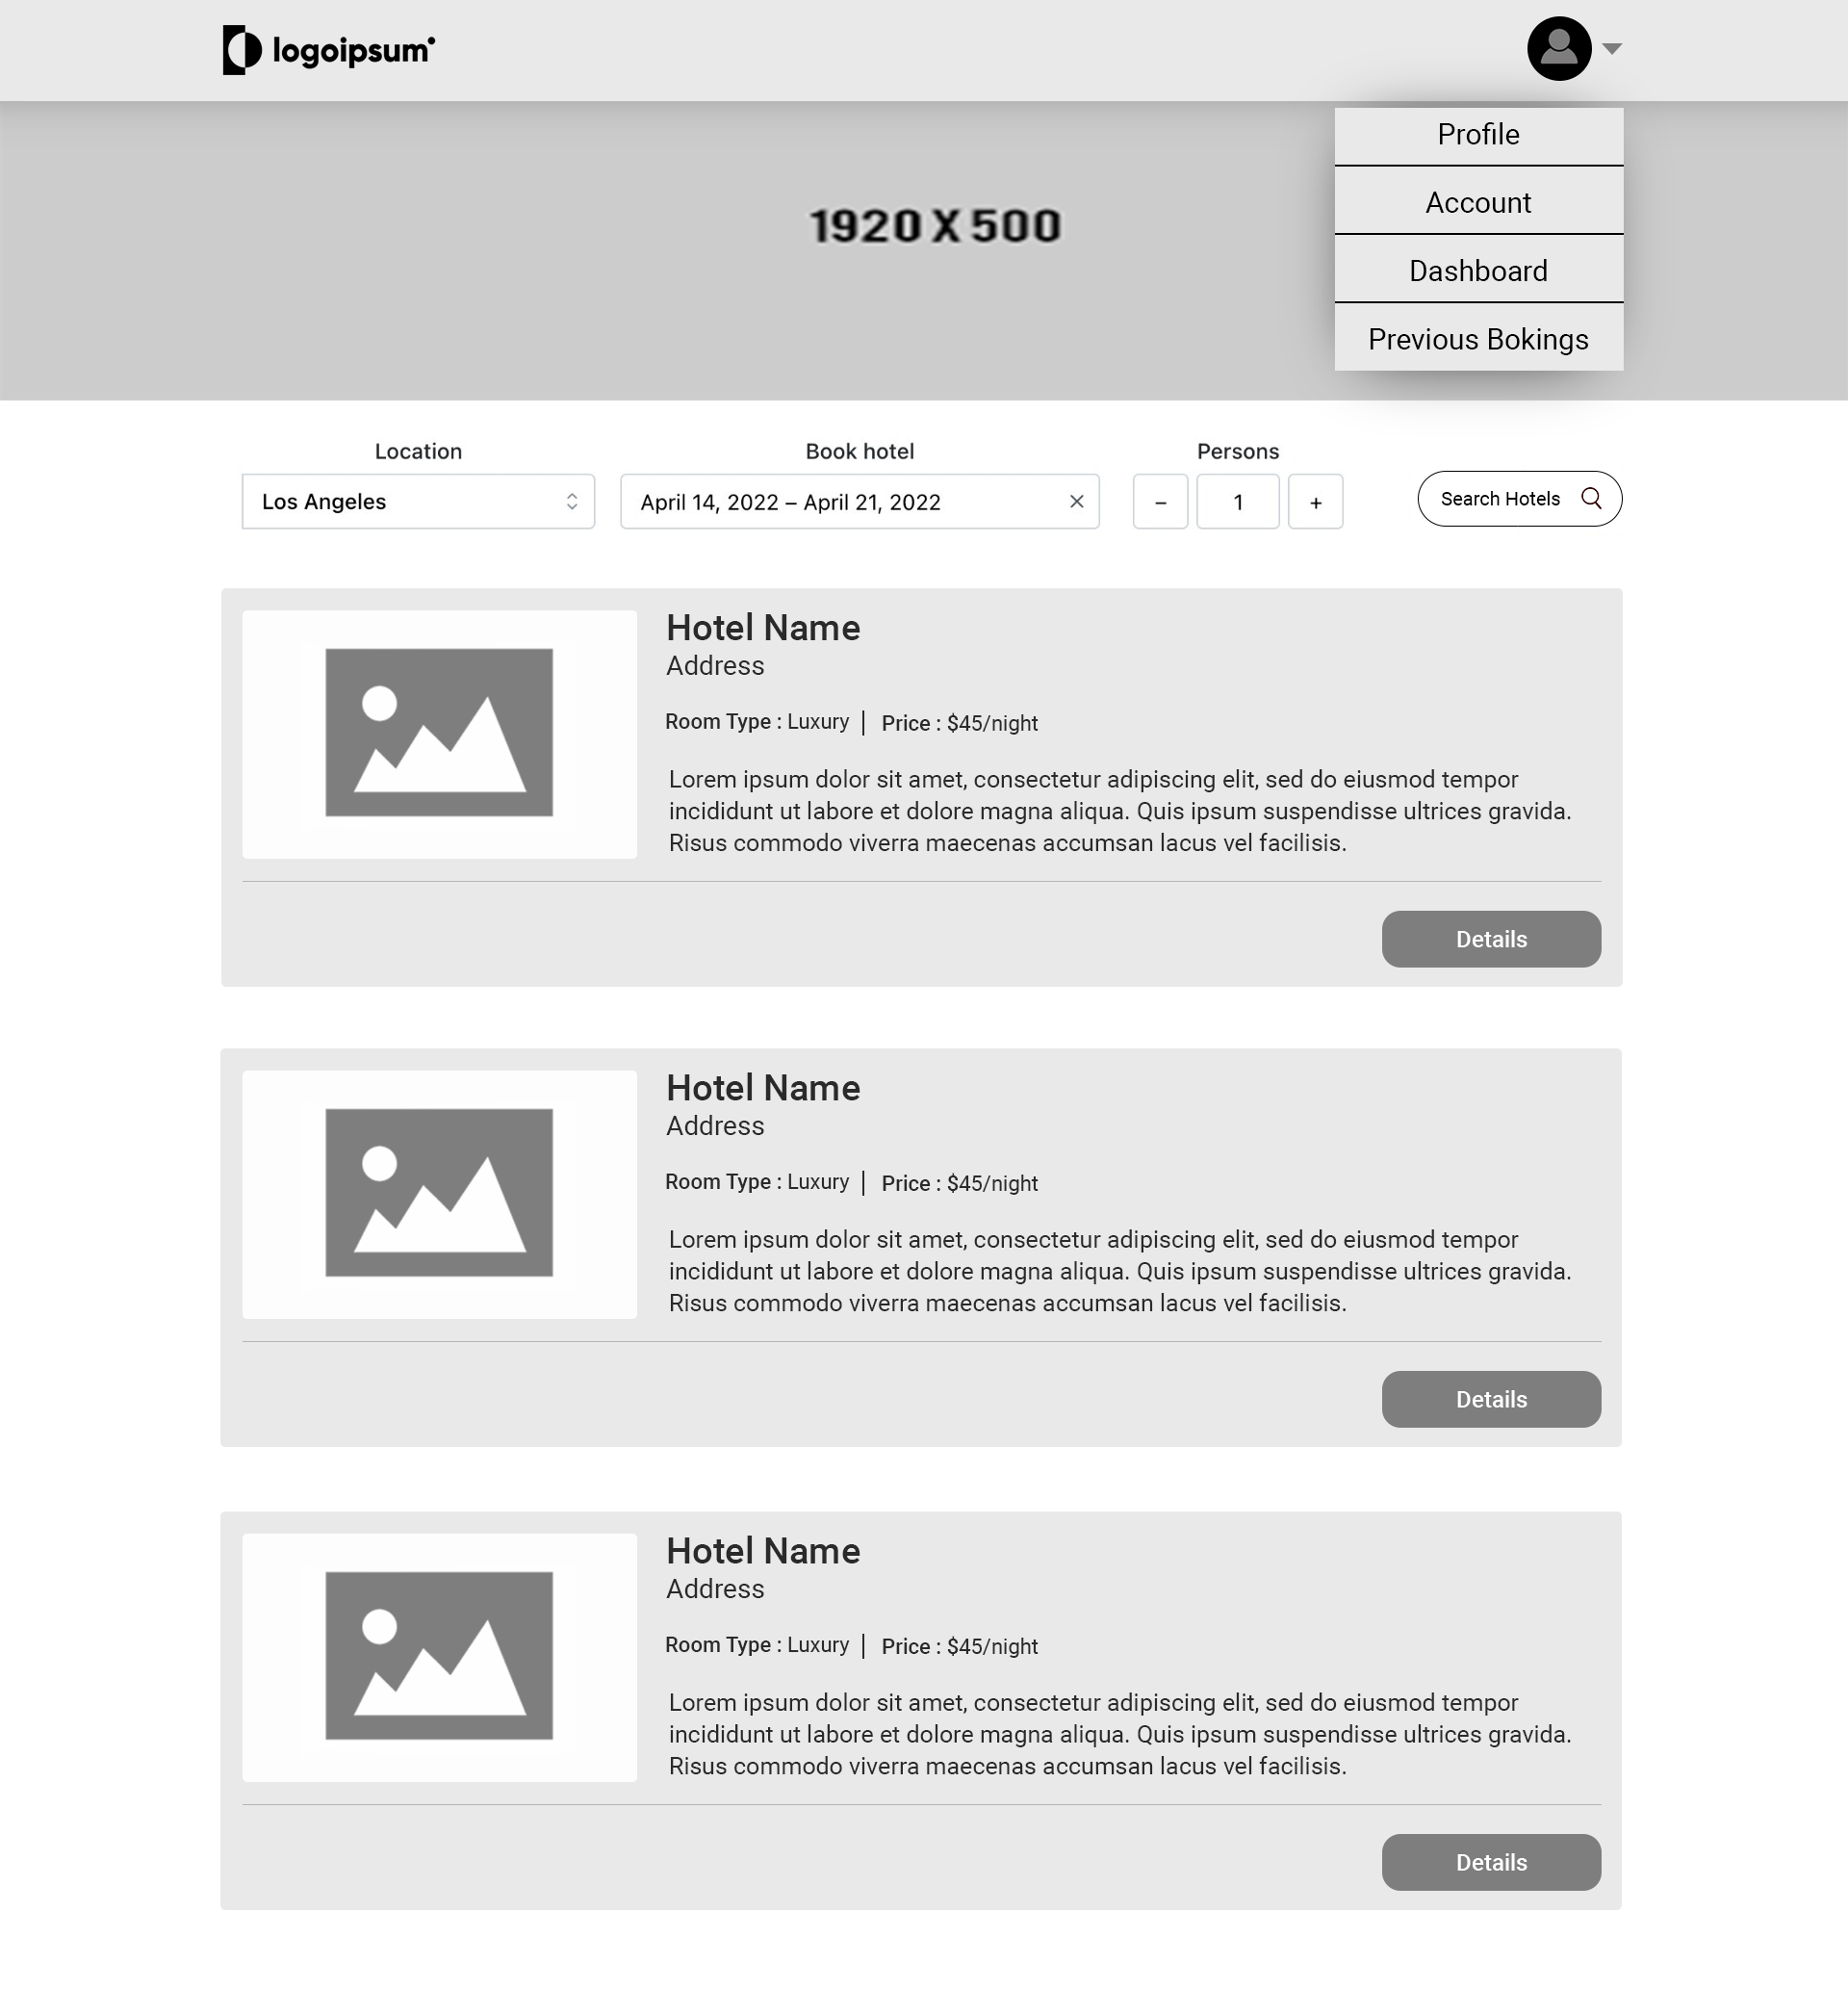 logoipsum
Profile
Account
Dashboard
Previous Bokings
1920 X 500
Location
Book hotel
Persons
Los Angeles
April 14, 2022 – April 21, 2022
−
1
+
Search Hotels
Hotel Name
Address
Room Type : Luxury | Price : $45/night
Lorem ipsum dolor sit amet, consectetur adipiscing elit, sed do eiusmod tempor
incididunt ut labore et dolore magna aliqua. Quis ipsum suspendisse ultrices gravida.
Risus commodo viverra maecenas accumsan lacus vel facilisis.
Details
Hotel Name
Address
Room Type : Luxury | Price : $45/night
Lorem ipsum dolor sit amet, consectetur adipiscing elit, sed do eiusmod tempor
incididunt ut labore et dolore magna aliqua. Quis ipsum suspendisse ultrices gravida.
Risus commodo viverra maecenas accumsan lacus vel facilisis.
Details
Hotel Name
Address
Room Type : Luxury | Price : $45/night
Lorem ipsum dolor sit amet, consectetur adipiscing elit, sed do eiusmod tempor
incididunt ut labore et dolore magna aliqua. Quis ipsum suspendisse ultrices gravida.
Risus commodo viverra maecenas accumsan lacus vel facilisis.
Details